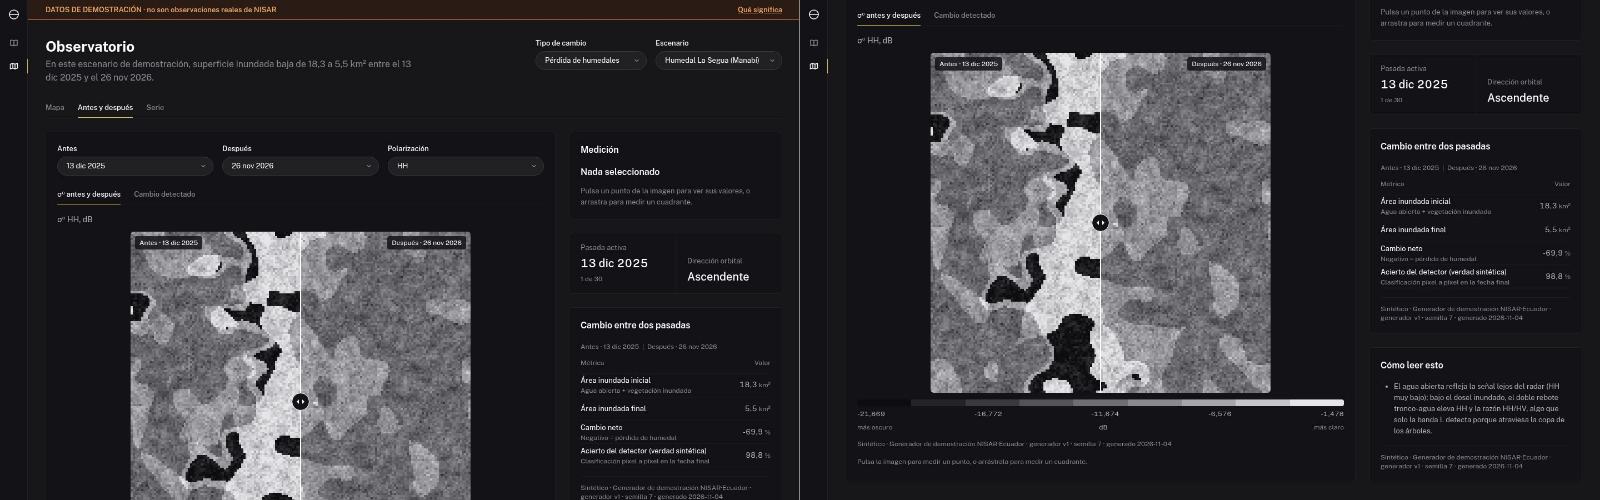 DATOS DE DEMOSTRACIÓN · no son observaciones reales de NISAR
Qué significa
Observatorio
En este escenario de demostración, superficie inundada baja de 18,3 a 5,5 km² entre el 13
dic 2025 y el 26 nov 2026.
Tipo de cambio
Pérdida de humedales
Escenario
Humedal La Segua (Manabí)
Mapa
Antes y después
Serie
Antes
13 dic 2025
Después
26 nov 2026
Polarización
HH
σ⁰ antes y después
Cambio detectado
σ⁰ HH, dB
Antes · 13 dic 2025
Después · 26 nov 2026
Medición
Nada seleccionado
Pulsa un punto de la imagen para ver sus valores, o
arrastra para medir un cuadrante.
Pasada activa
13 dic 2025
1 de 30
Dirección orbital
Ascendente
Cambio entre dos pasadas
Antes · 13 dic 2025 | Después · 26 nov 2026
Métrica
Valor
Área inundada inicial
Agua abierta + vegetación inundada
18,3 km²
Área inundada final
5,5 km²
Cambio neto
Negativo = pérdida de humedal
-69,9 %
Acierto del detector (verdad sintética)
Clasificación píxel a píxel en la fecha final
98,8 %
Sintético · Generador de demostración NISAR-Ecuador ·
generador v1 · semilla 7 · generado 2026-11-04
σ⁰ antes y después
Cambio detectado
σ⁰ HH, dB
Antes · 13 dic 2025
Después · 26 nov 2026
-21,869
-16,772
-11,674
-6,576
-1,478
más oscuro
dB
más claro
Sintético · Generador de demostración NISAR-Ecuador · generador v1 · semilla 7 · generado 2026-11-04
Pulsa la imagen para medir un punto, o arrástrala para medir un cuadrante.
Pulsa un punto de la imagen para ver sus valores, o
arrastra para medir un cuadrante.
Pasada activa
13 dic 2025
1 de 30
Dirección orbital
Ascendente
Cambio entre dos pasadas
Antes · 13 dic 2025 | Después · 26 nov 2026
Métrica
Valor
Área inundada inicial
Agua abierta + vegetación inundada
18,3 km²
Área inundada final
5,5 km²
Cambio neto
Negativo = pérdida de humedal
-69,9 %
Acierto del detector (verdad sintética)
Clasificación píxel a píxel en la fecha final
98,8 %
Sintético · Generador de demostración NISAR-Ecuador ·
generador v1 · semilla 7 · generado 2026-11-04
Cómo leer esto
• El agua abierta refleja la señal lejos del radar (HH
muy bajo); bajo el dosel inundado, el doble rebote
tronco-agua eleva HH y la razón HH/HV, algo que
solo la banda L detecta porque atraviesa la copa de
los árboles.
Sintético · Generador de demostración NISAR-Ecuador ·
generador v1 · semilla 7 · generado 2026-11-04